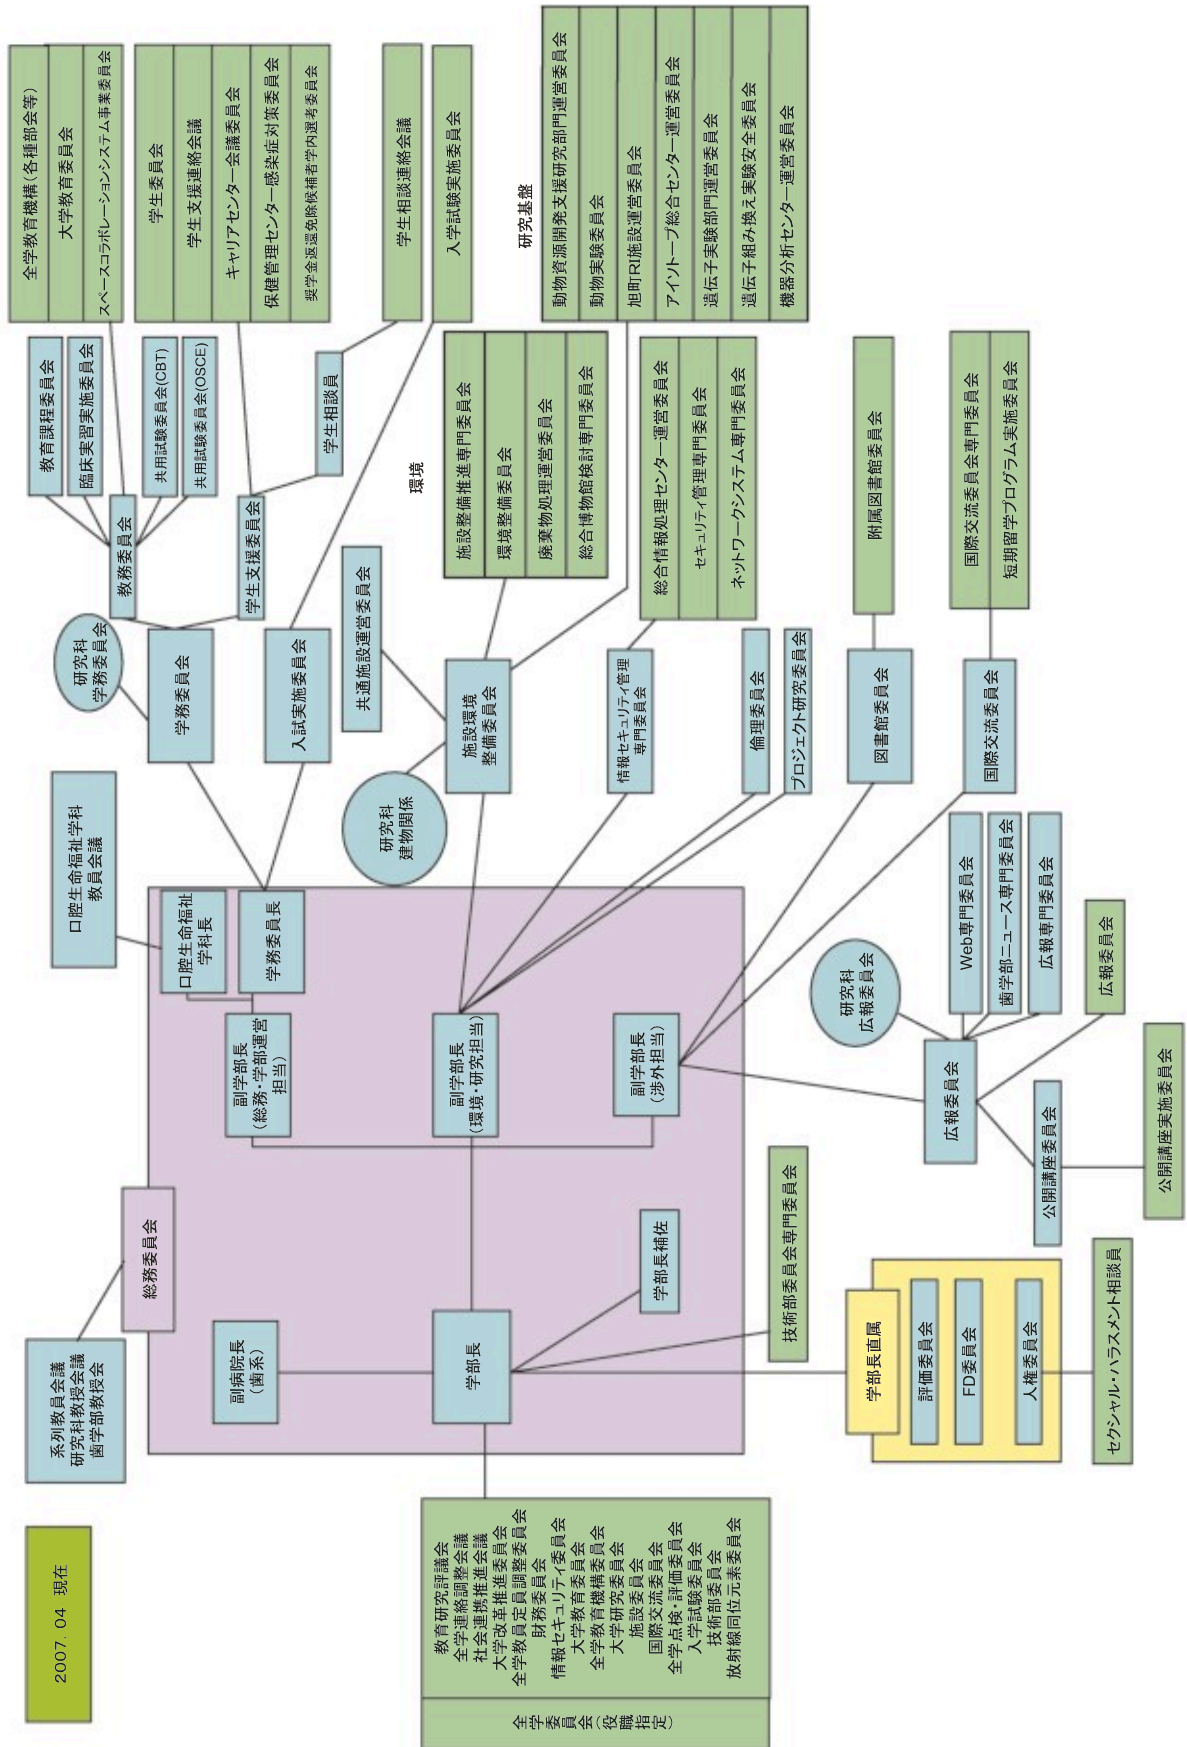 2007. 04 現在
系列教員会議
研究科教授会議
歯学部教授会
総務委員会
口腔生命福祉学科
教員会議
研究科
学務委員会
教育課程委員会
臨床実習実施委員会
共用試験委員会(CBT)
共用試験委員会(OSCE)
全学教育機構(各種部会等)
大学教育委員会
スペースコラボレーションシステム事業委員会
学生委員会
学生支援連絡会議
キャリアセンター会議委員会
保健管理センター感染症対策委員会
奨学金返還免除候補者学内選考委員会
口腔生命福祉
学科長
学務委員長
学務委員会
教務委員会
学生支援委員会
学生相談員
学生相談連絡会議
入試実施委員会
入学試験実施委員会
副病院長
(歯系)
副学部長
(総務・学部運営
担当)
学部長
副学部長
(環境・研究担当)
副学部長
(渉外担当)
学部長補佐
研究科
建物関係
共通施設運営委員会
施設環境
整備委員会
環境
施設整備推進専門委員会
環境整備委員会
廃棄物処理運営委員会
総合博物館検討専門委員会
研究基盤
動物資源開発支援研究部門運営委員会
動物実験委員会
旭町RI施設運営委員会
アイソトープ総合センター運営委員会
遺伝子実験部門運営委員会
遺伝子組み換え実験安全委員会
機器分析センター運営委員会
情報セキュリティ管理
専門委員会
総合情報処理センター運営委員会
セキュリティ管理専門委員会
ネットワークシステム専門委員会
倫理委員会
プロジェクト研究委員会
図書館委員会
附属図書館委員会
国際交流委員会
国際交流委員会専門委員会
短期留学プログラム実施委員会
全学委員会(役職指定)
教育研究評議会
全学連絡調整会議
社会連携推進会議
大学改革推進委員会
全学教員定員調整委員会
財務委員会
情報セキュリティ委員会
大学教育委員会
全学教育機構委員会
大学研究委員会
施設委員会
国際交流委員会
全学点検・評価委員会
入学試験委員会
技術部委員会
放射線同位元素委員会
技術部委員会専門委員会
学部長直属
評価委員会
FD委員会
人権委員会
セクシャル・ハラスメント相談員
研究科
広報委員会
広報委員会
Web専門委員会
歯学部ニュース専門委員会
広報専門委員会
広報委員会
公開講座委員会
公開講座実施委員会